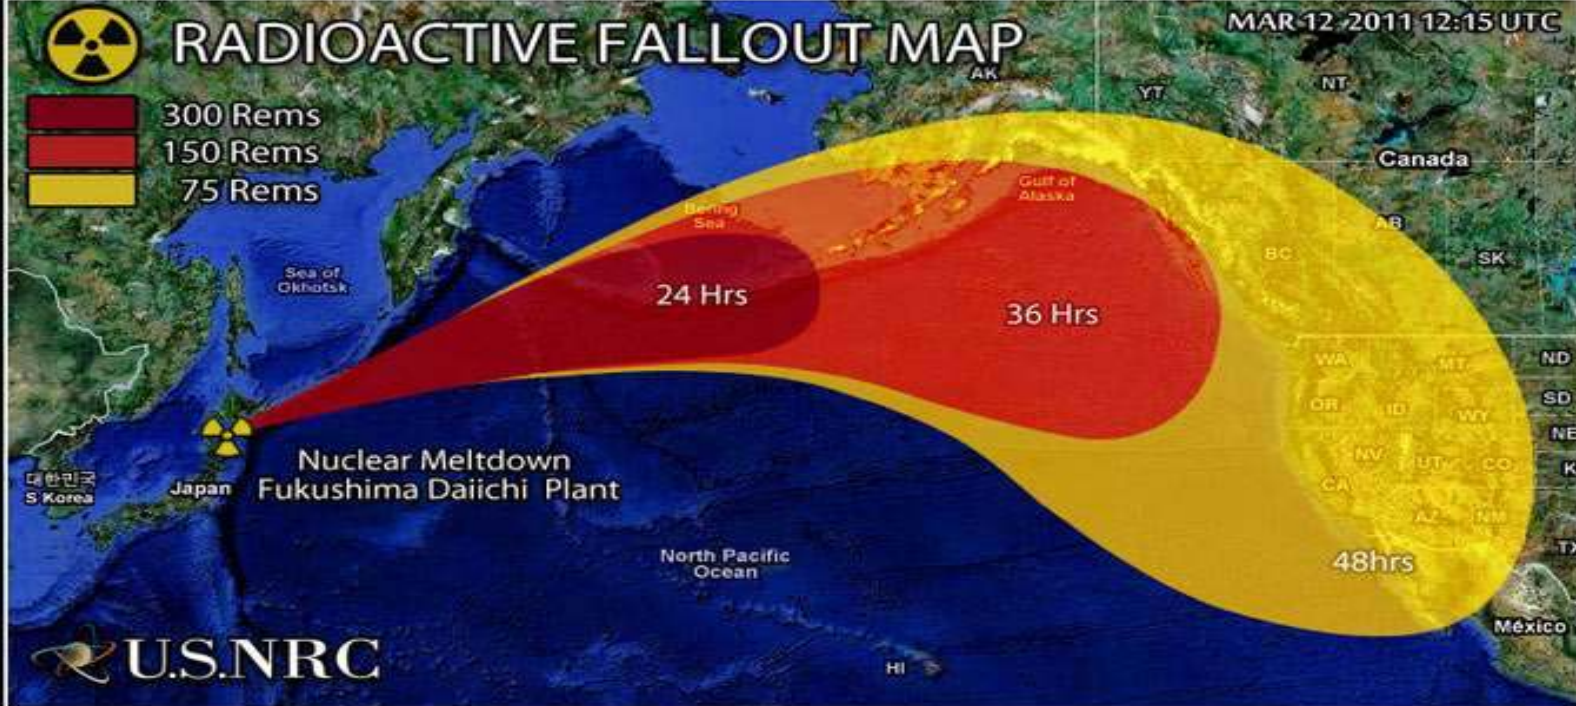 RADIOACTIVE FALLOUT MAP
MAR 12 2011 12:15 UTC
300 Rems
150 Rems
75 Rems
AK
YT
NT
Canada
Bering
Sea
Gulf of
Alaska
AB
BC
SK
Sea of
Okhotsk
24 Hrs
36 Hrs
WA
MT
ND
OR
ID
WY
SD
NE
NV
UT
CO
K
CA
AZ
NM
TX
대한민국
S Korea
Japan
Nuclear Meltdown
Fukushima Daiichi Plant
North Pacific
Ocean
48hrs
México
HI
U.S.NRC